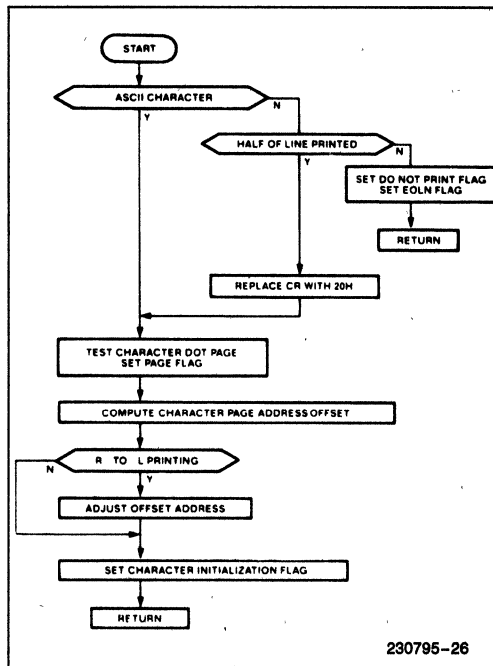 START
ASCII CHARACTER
N
Y
HALF OF LINE PRINTED
N
Y
SET DO NOT PRINT FLAG
SET EOLN FLAG
RETURN
REPLACE CR WITH 20H
TEST CHARACTER DOT PAGE
SET PAGE FLAG
COMPUTE CHARACTER PAGE ADDRESS OFFSET
R TO L PRINTING
N
Y
ADJUST OFFSET ADDRESS
SET CHARACTER INITIALIZATION FLAG
RETURN
230795-26